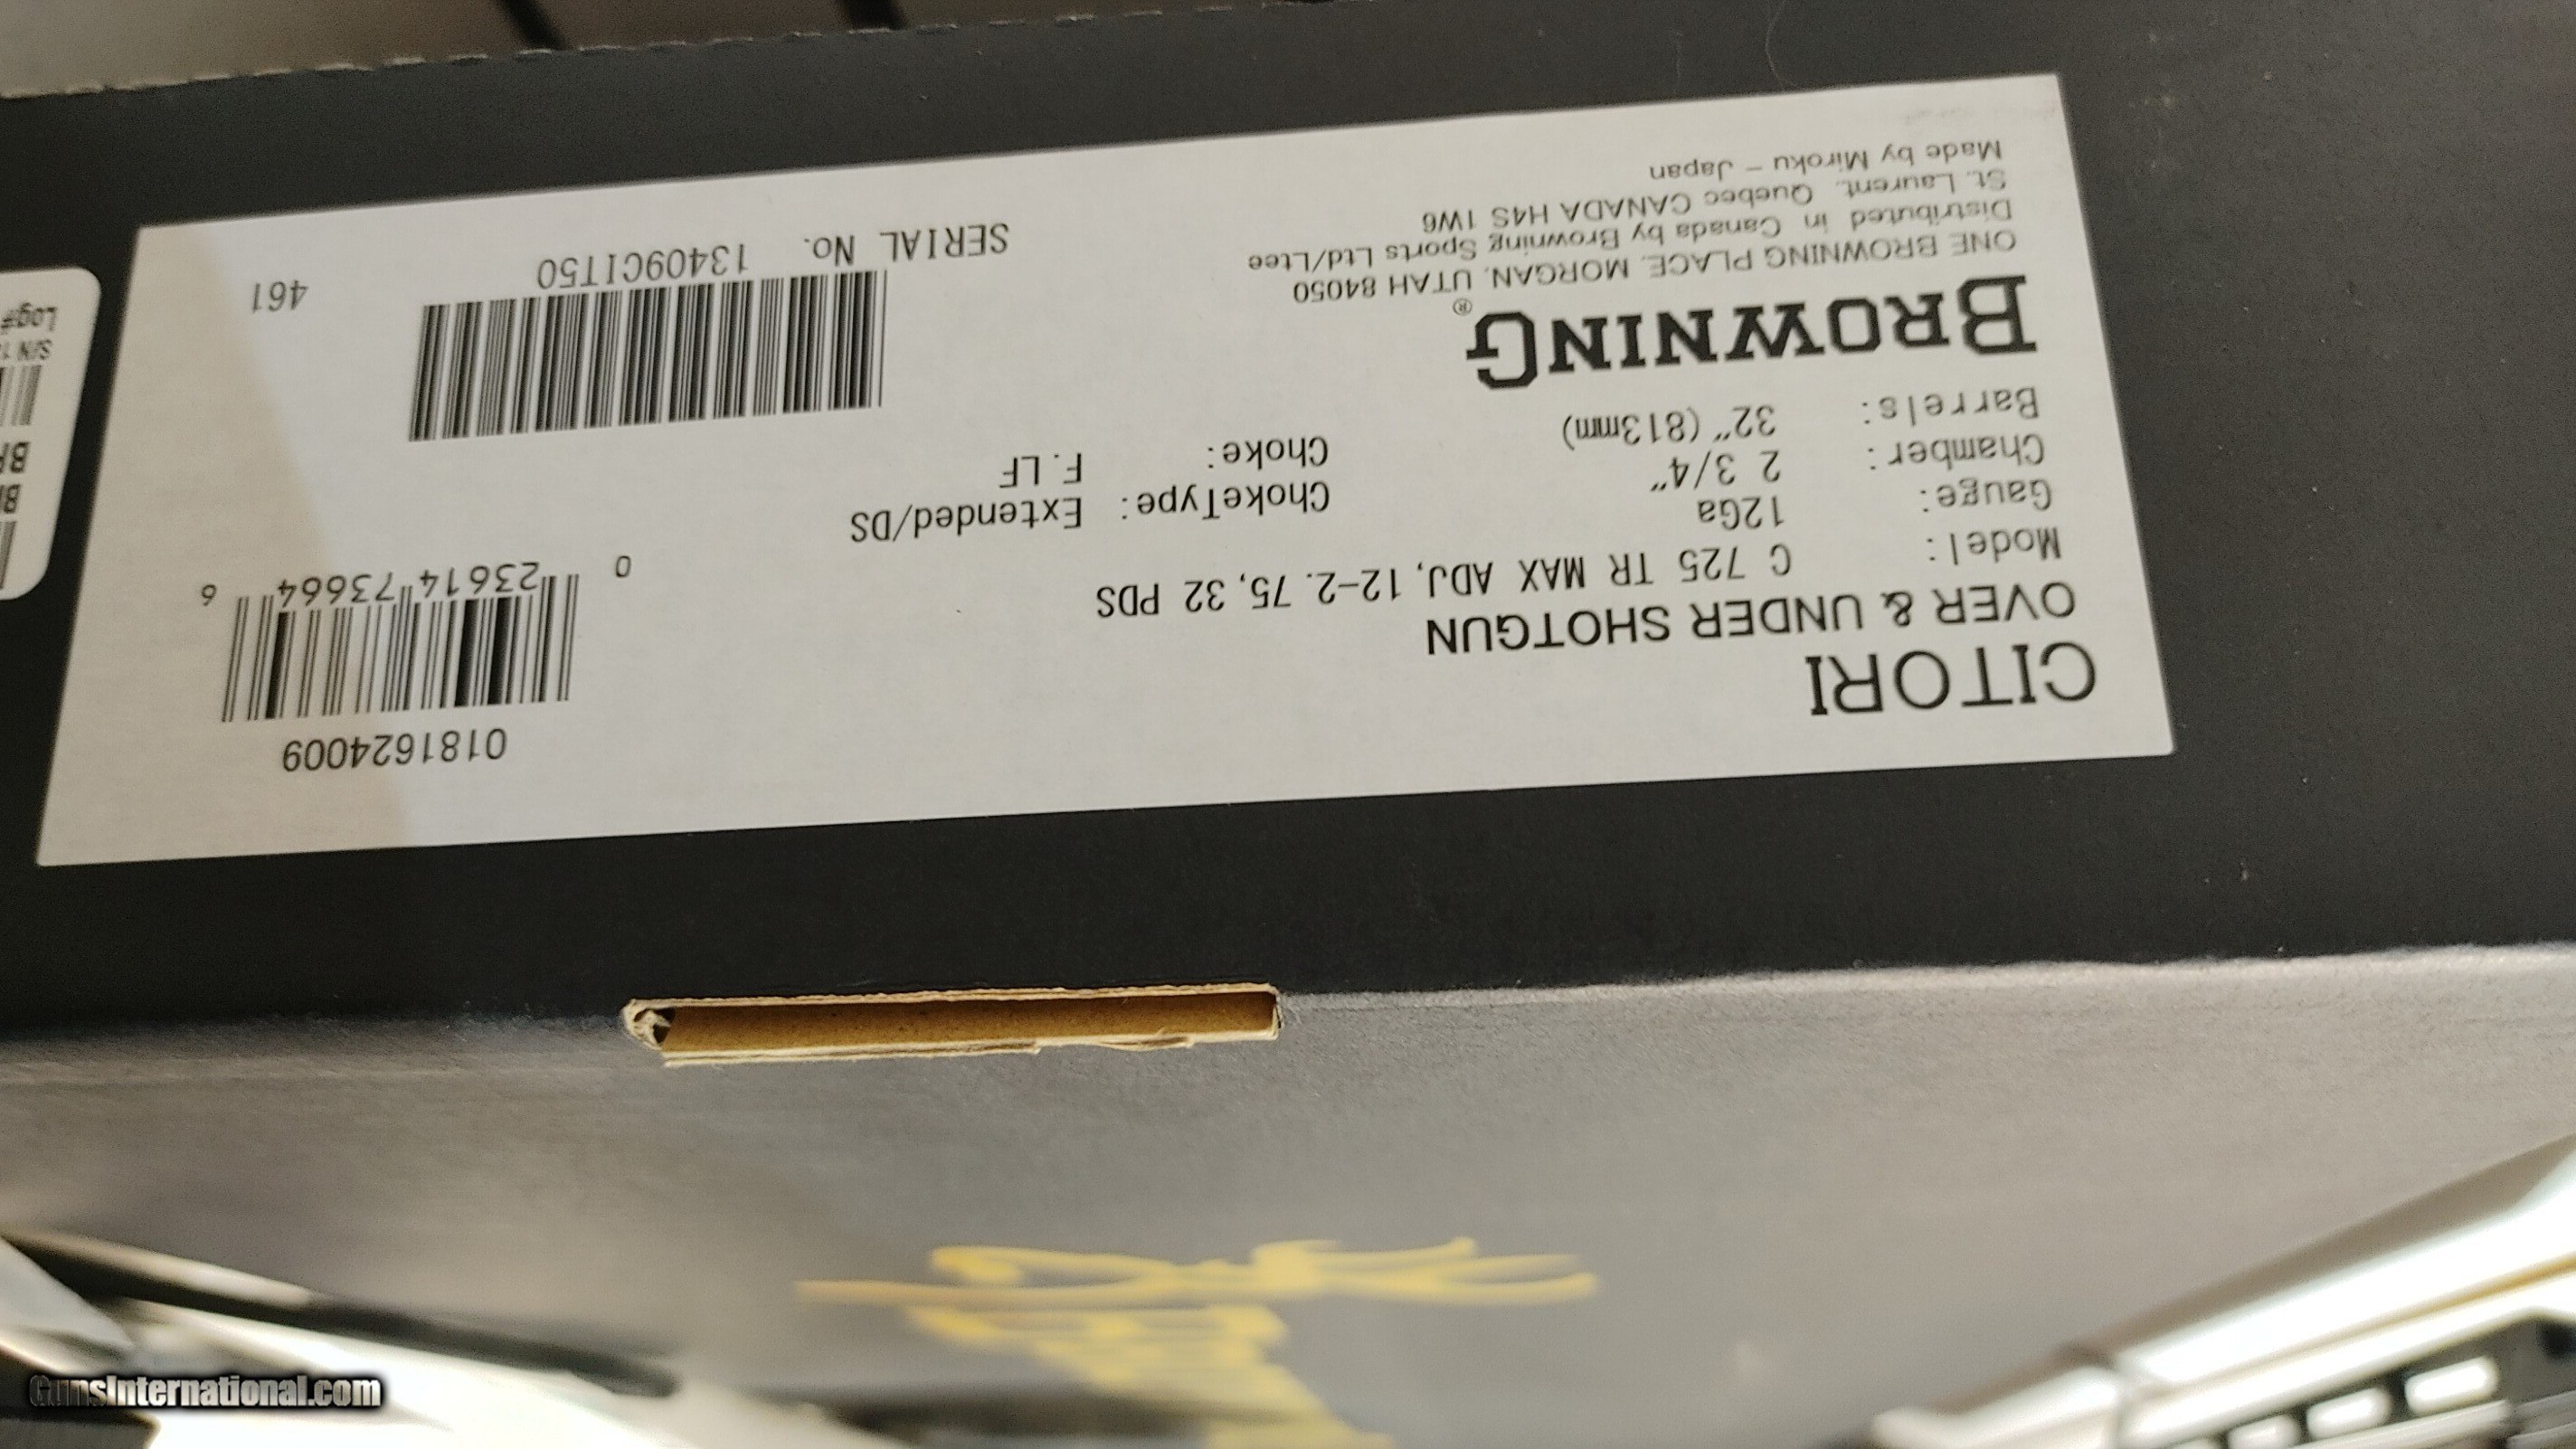 CITORI
OVER & UNDER SHOTGUN
Model: C 725 TR MAX ADJ, 12-2.75, 32 PDS
Gauge: 12Ga ChokeType: Extended/DS
Chamber: 2 3/4" Choke: F.LF
Barrels: 32" (813mm)
BROWNING®
ONE BROWNING PLACE, MORGAN, UTAH 84050
Distributed in Canada by Browning Sports Ltd/Ltee
St. Laurent. Quebec CANADA H4S 1W6
Made by Miroku - Japan
0181624009
0 23614 73664 6
SERIAL No. 13409CIT50
461
Log#
S/N
GunsInternational.com